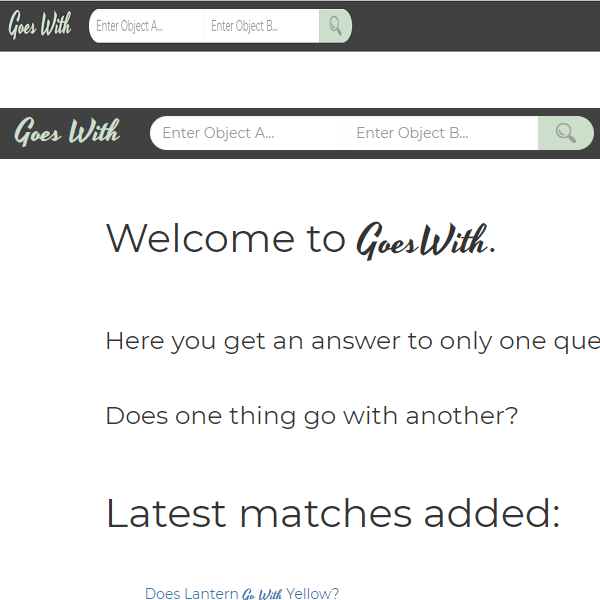 Goes With Enter Object A... Enter Object B...
Goes With Enter Object A... Enter Object B...
Welcome to GoesWith.
Here you get an answer to only one que
Does one thing go with another?
Latest matches added:
Does Lantern Go With Yellow?